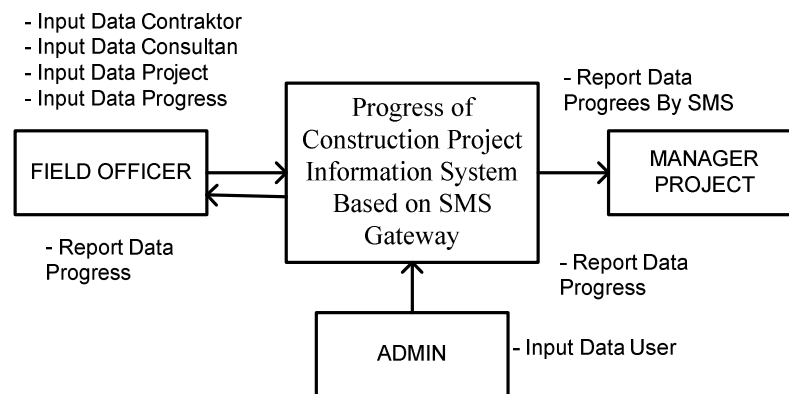 - Input Data Contraktor
- Input Data Consultan
- Input Data Project
- Input Data Progress
FIELD OFFICER
- Report Data
Progress
Progress of
Construction Project
Information System
Based on SMS
Gateway
- Report Data
Progrees By SMS
MANAGER
PROJECT
- Report Data
Progress
ADMIN
- Input Data User